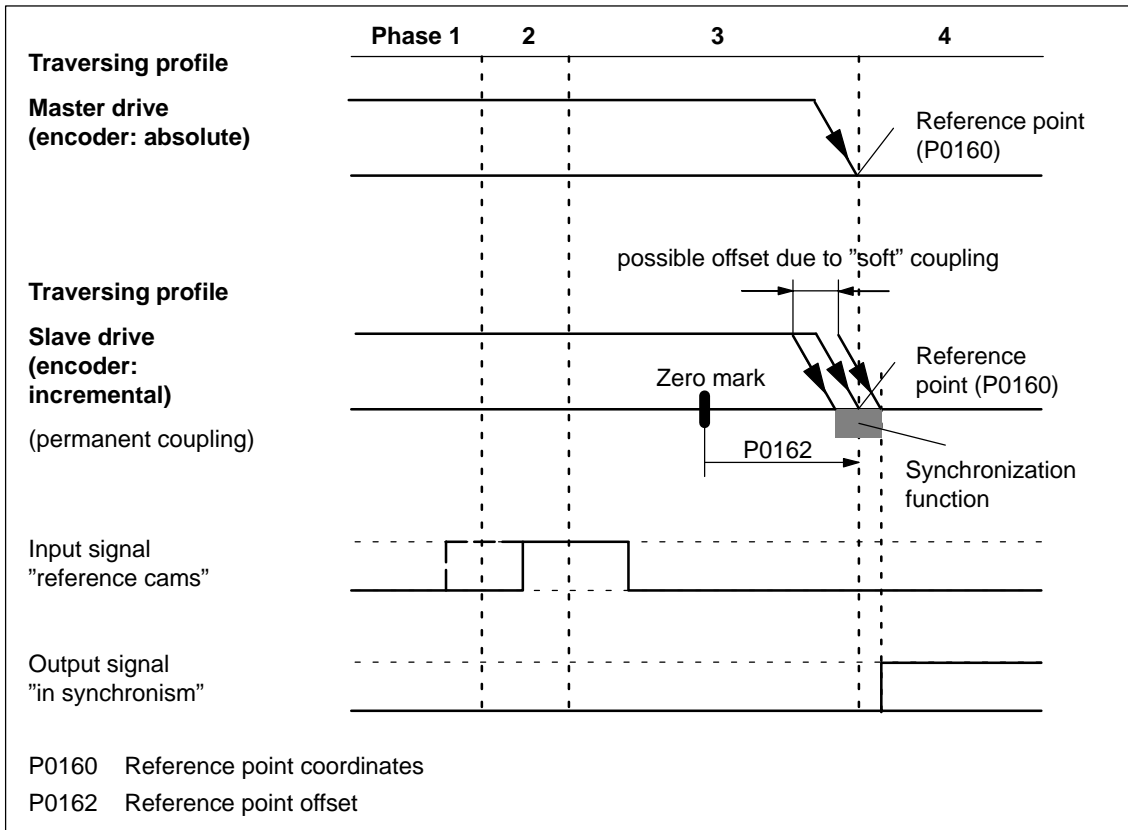 Phase 1 2 3 4
Traversing profile
Master drive
(encoder: absolute)
Reference point
(P0160)
possible offset due to ”soft” coupling
Traversing profile
Slave drive
(encoder:
incremental)
(permanent coupling)
Zero mark
Reference
point (P0160)
P0162
Synchronization
function
Input signal
”reference cams”
Output signal
”in synchronism”
P0160 Reference point coordinates
P0162 Reference point offset